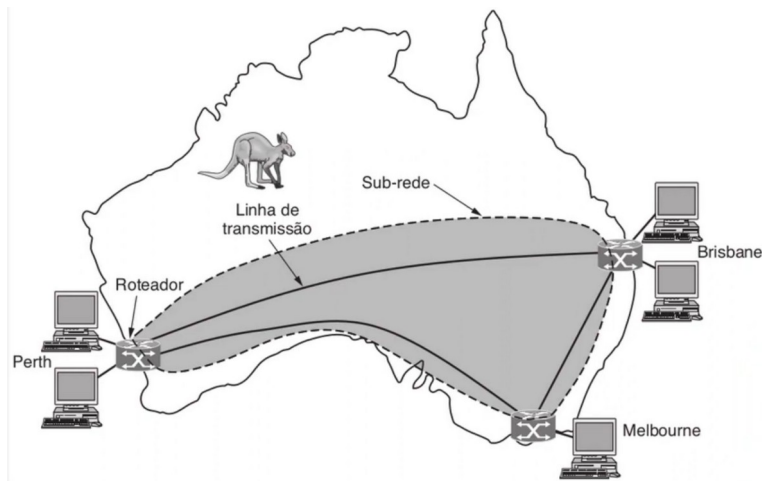 Sub-rede
Linha de
transmissão
Roteador
Brisbane
Perth
Melbourne